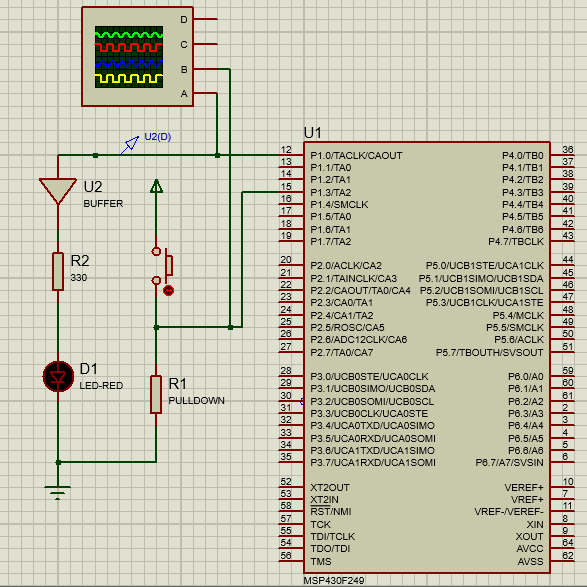 D
C
B
A
U2(D)
U2
BUFFER
R2
330
D1
LED-RED
R1
PULLDOWN
U1
12 P1.0/TACLK/CAOUT P4.0/TB0 36
13 P1.1/TA0 P4.1/TB1 37
14 P1.2/TA1 P4.2/TB2 38
15 P1.3/TA2 P4.3/TB3 39
16 P1.4/SMCLK P4.4/TB4 40
17 P1.5/TA0 P4.5/TB5 41
18 P1.6/TA1 P4.6/TB6 42
19 P1.7/TA2 P4.7/TBCLK 43
20 P2.0/ACLK/CA2 P5.0/UCB1STE/UCA1CLK 44
21 P2.1/TAINCLK/CA3 P5.1/UCB1SIMO/UCB1SDA 45
22 P2.2/CAOUT/TA0/CA4 P5.2/UCB1SOMI/UCB1SCL 46
23 P2.3/CA0/TA1 P5.3/UCB1CLK/UCA1STE 47
24 P2.4/CA1/TA2 P5.4/MCLK 48
25 P2.5/ROSC/CA5 P5.5/SMCLK 49
26 P2.6/ADC12CLK/CA6 P5.6/ACLK 50
27 P2.7/TA0/CA7 P5.7/TBOUTH/SVSOUT 51
28 P3.0/UCB0STE/UCA0CLK P6.0/A0 59
29 P3.1/UCB0SIMO/UCB0SDA P6.1/A1 60
30 P3.2/UCB0SOMI/UCB0SCL P6.2/A2 61
31 P3.3/UCB0CLK/UCA0STE P6.3/A3 2
32 P3.4/UCA0TXD/UCA0SIMO P6.4/A4 3
33 P3.5/UCA0RXD/UCA0SOMI P6.5/A5 4
34 P3.6/UCA1TXD/UCA1SIMO P6.6/A6 5
35 P3.7/UCA1RXD/UCA1SOMI P6.7/A7/SVSIN 6
52 XT2OUT VEREF+ 10
53 XT2IN VREF+ 7
58 RST/NMI VREF-/VEREF- 11
57 TCK XIN 8
55 TDI/TCLK XOUT 9
54 TDO/TDI AVCC 64
56 TMS AVSS 62
MSP430F249